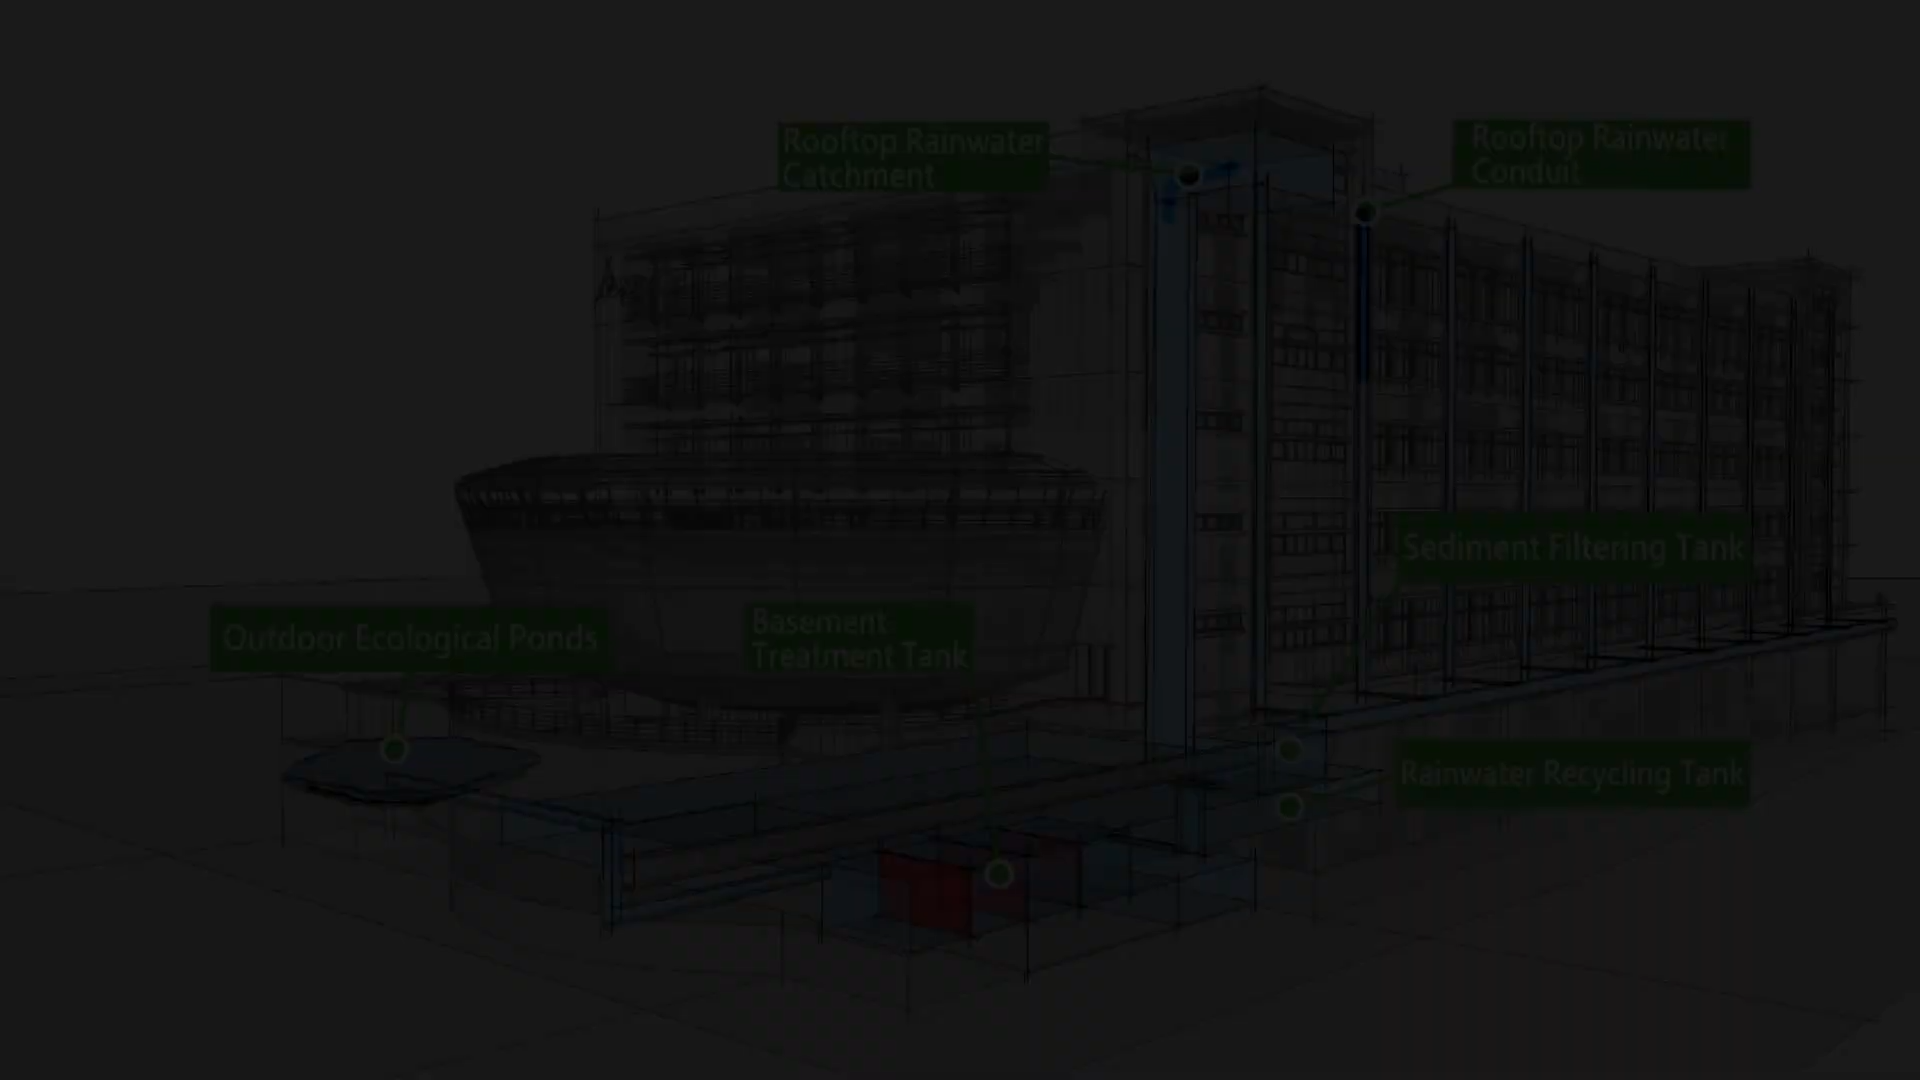 Rooftop Rainwater
Catchment
Rooftop Rainwater
Conduit
Sediment Filtering Tank
Outdoor Ecological Ponds
Basement
Treatment Tank
Rainwater Recycling Tank